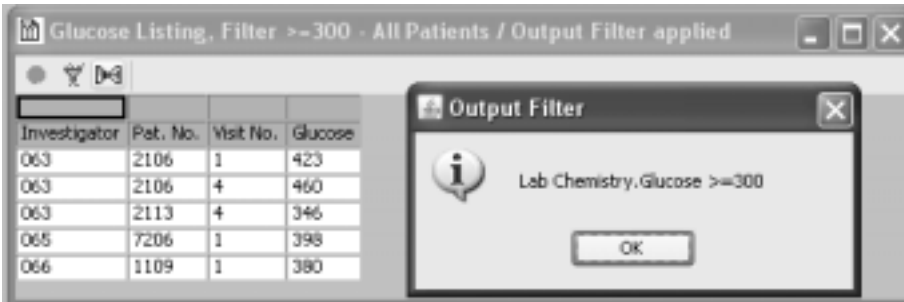 Glucose Listing, Filter >=300 - All Patients / Output Filter applied
Investigator Pat. No. Visit No. Glucose
063 2106 1 423
063 2106 4 460
063 2113 4 346
065 7206 1 398
066 1109 1 380
Output Filter
Lab Chemistry.Glucose >=300
OK